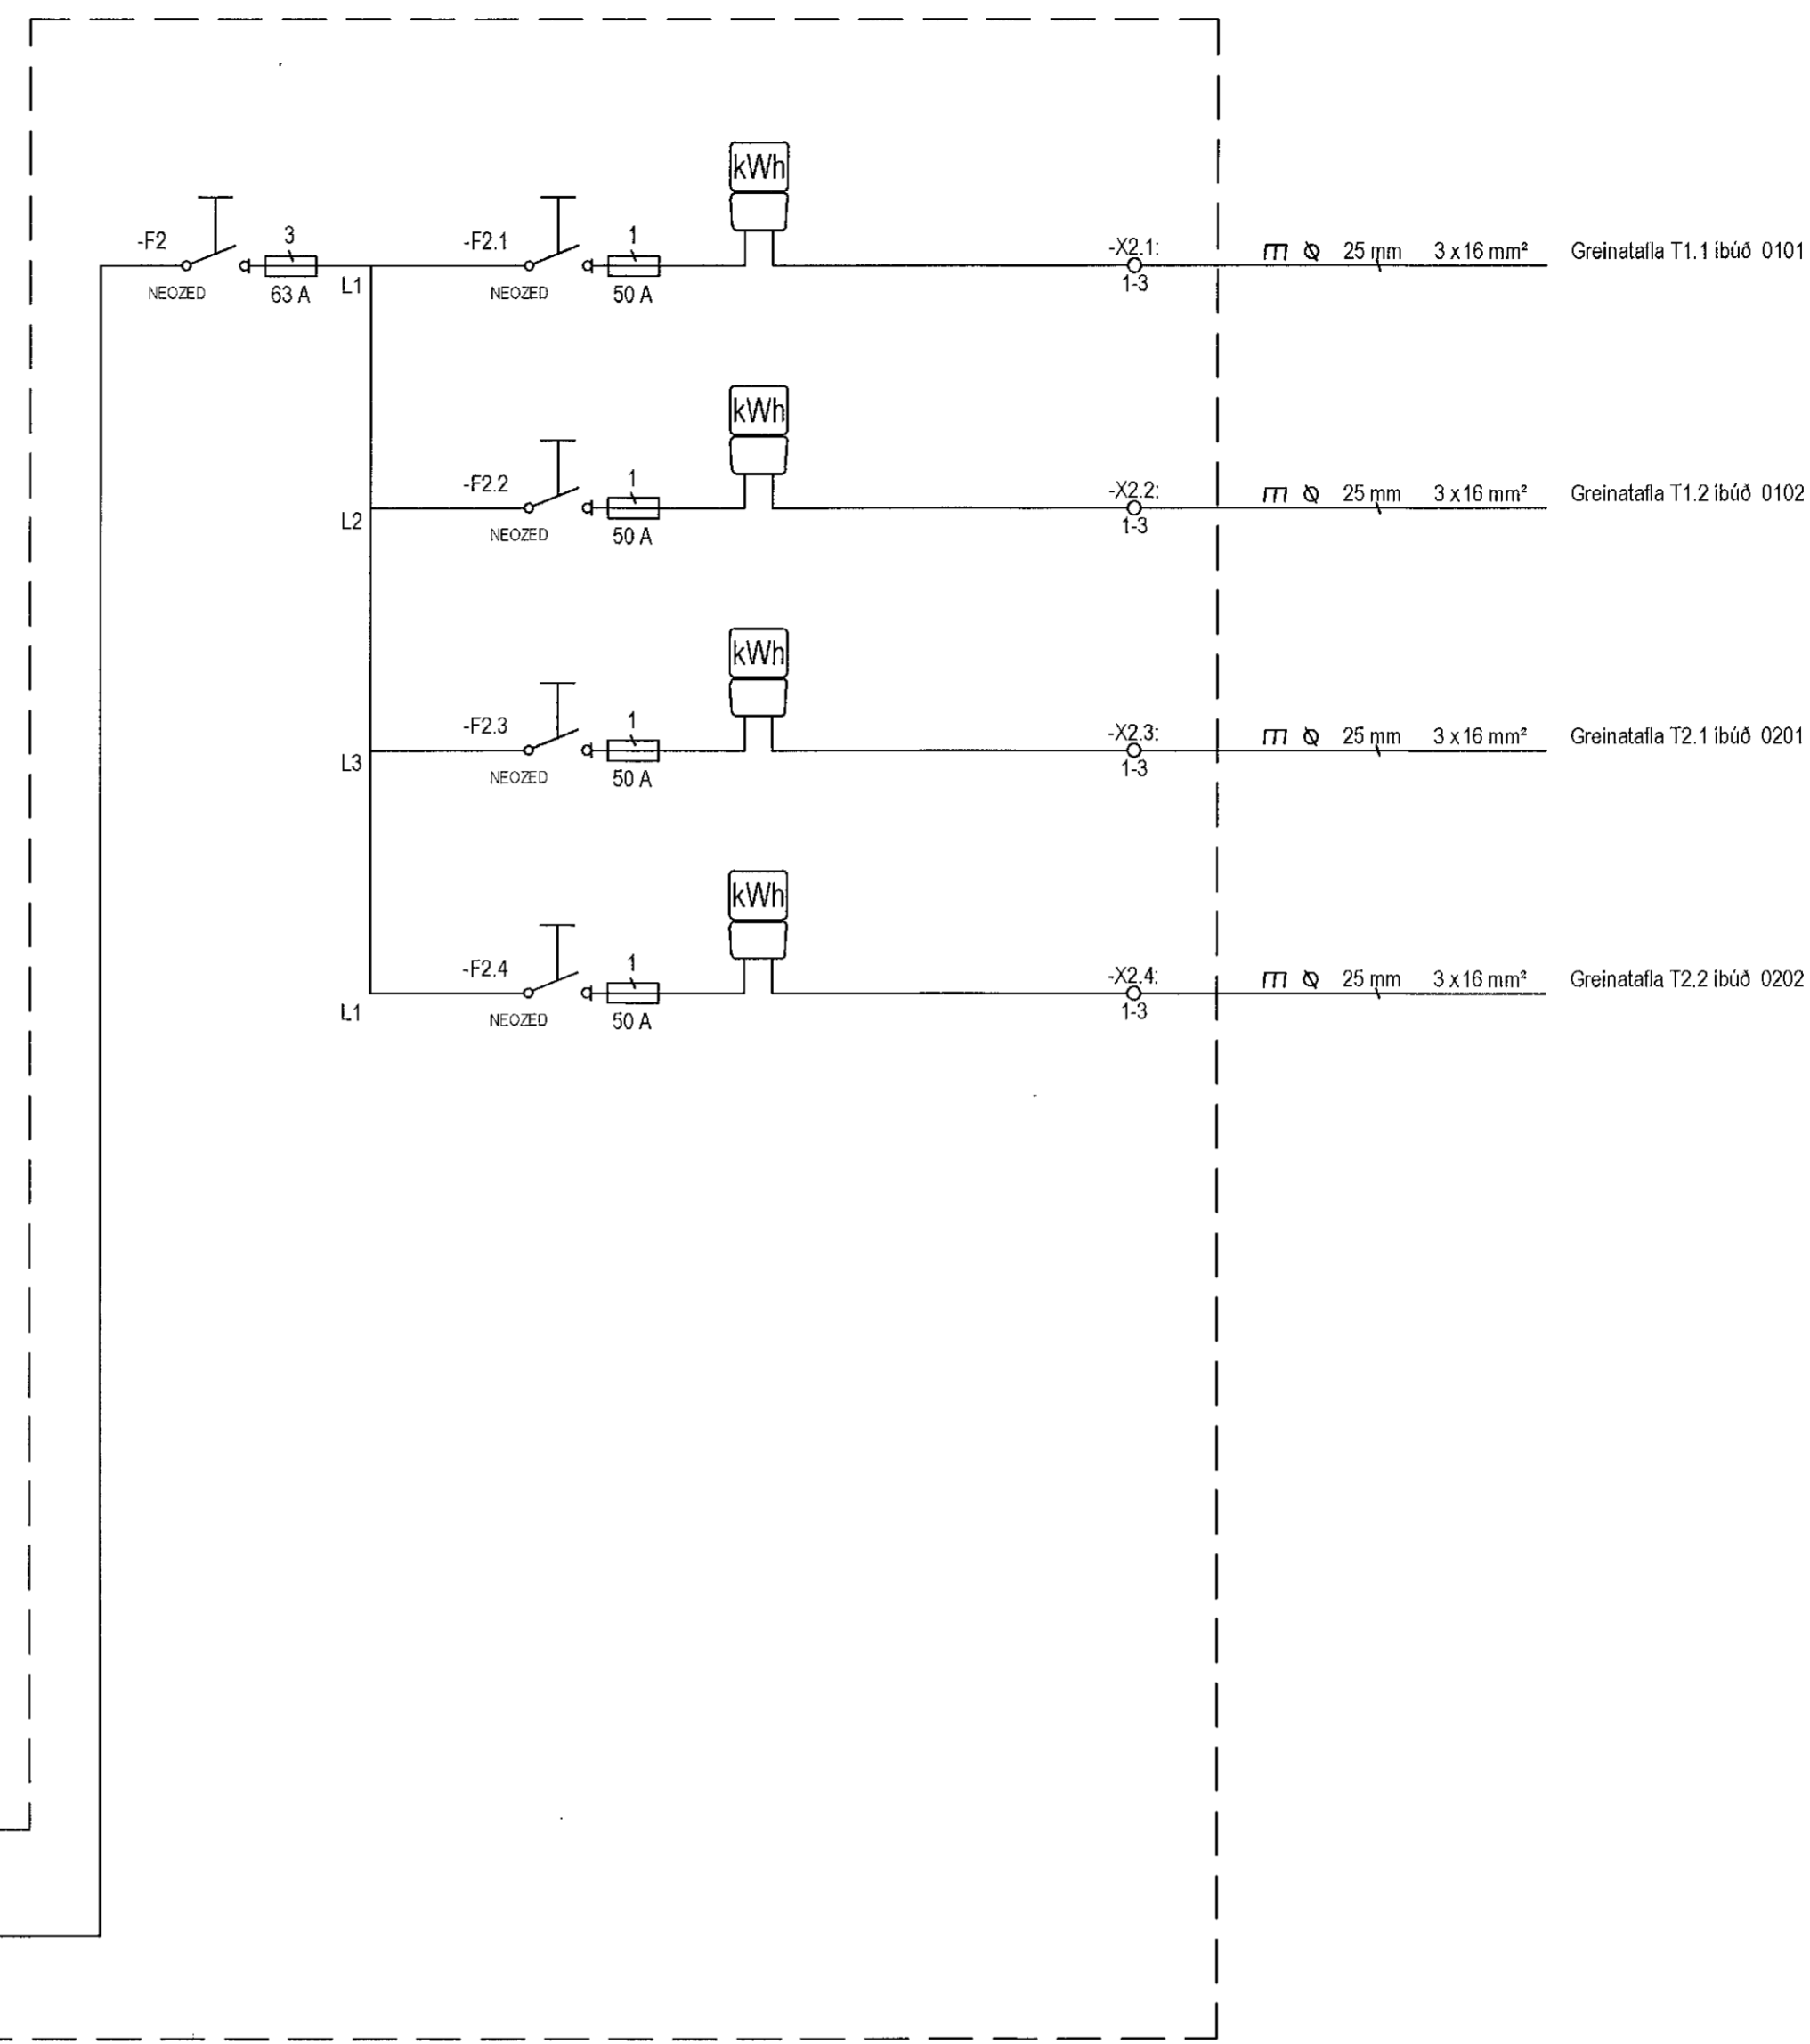 kWh
-F2
3
NEOZED
63 A
L1
-F2.1
1
NEOZED
50 A
-X2.1:
1-3
25 mm
3 x 16 mm²
Greinatafla T1.1 íbúð 0101
kWh
L2
-F2.2
1
NEOZED
50 A
-X2.2:
1-3
25 mm
3 x 16 mm²
Greinatafla T1.2 íbúð 0102
kWh
L3
-F2.3
1
NEOZED
50 A
-X2.3:
1-3
25 mm
3 x 16 mm²
Greinatafla T2.1 íbúð 0201
kWh
L1
-F2.4
1
NEOZED
50 A
-X2.4:
1-3
25 mm
3 x 16 mm²
Greinatafla T2.2 íbúð 0202